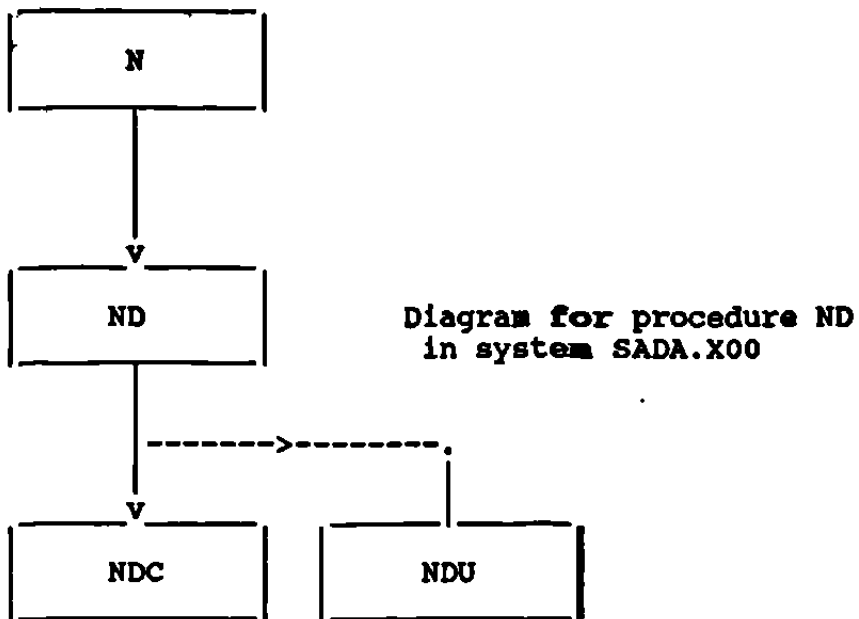 N
ND
Diagram for procedure ND
in system SADA.X00
NDC
NDU